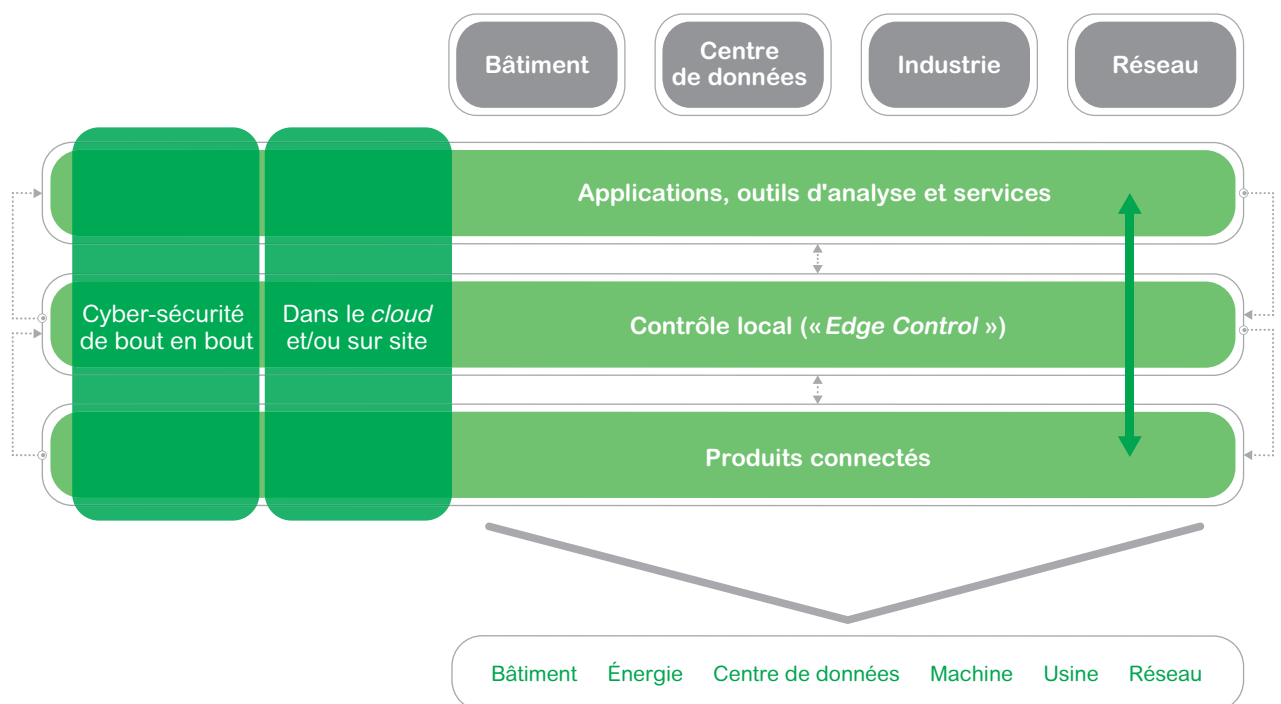 Bâtiment
Centre
de données
Industrie
Réseau
Applications, outils d'analyse et services
Cyber-sécurité
de bout en bout
Dans le cloud
et/ou sur site
Contrôle local (« Edge Control »)
Produits connectés
Bâtiment Énergie Centre de données Machine Usine Réseau